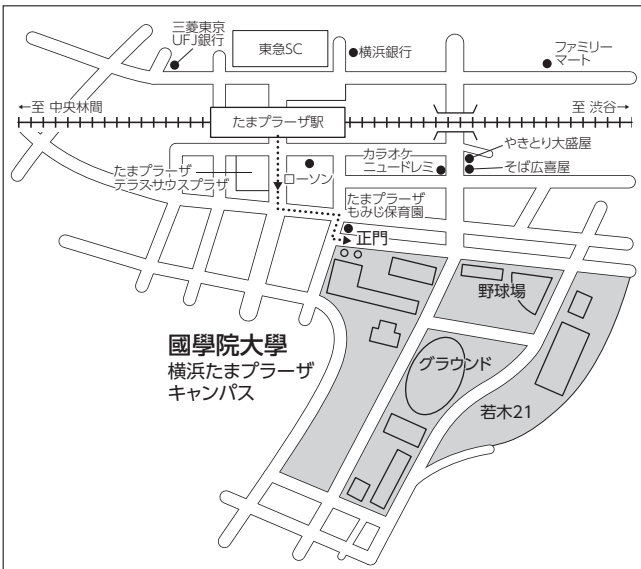 三菱東京
UFJ銀行
東急SC
横浜銀行
ファミリー
マート
←至 中央林間
至 渋谷→
たまプラーザ駅
たまプラーザ
テラスサウスプラザ
ローソン
カラオケ
ニュードレミ
やきとり大盛屋
そば広喜屋
たまプラーザ
もみじ保育園
正門
野球場
國學院大學
横浜たまプラーザ
キャンパス
グラウンド
若木21